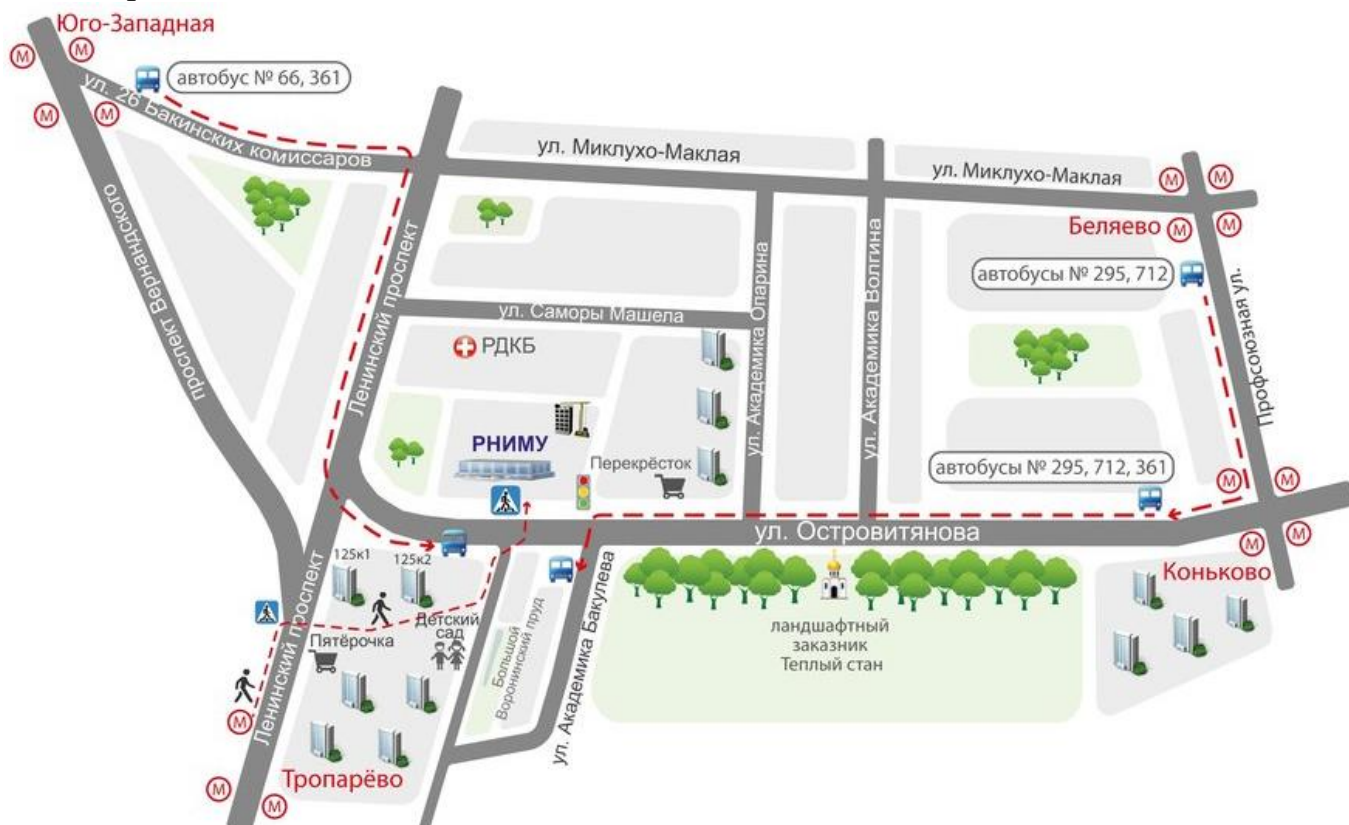 Юго-Западная
М
М
М
М
автобус № 66, 361
ул. 26 Бакинских комиссаров
ул. Миклухо-Маклая
ул. Миклухо-Маклая
М
М
М
М
Беляево
проспект Вернандского
Ленинский проспект
автобусы № 295, 712
ул. Саморы Машела
ул. Академика Опарина
ул. Академика Волгина
Профсоюзная ул.
РДКБ
РНИМУ
Перекрёсток
автобусы № 295, 712, 361
М
М
М
М
ул. Островитянова
Коньково
125к1
125к2
Детский
сад
Пятёрочка
Большой
Воронинский пруд
ул. Академика Бакулева
ландшафтный
заказник
Теплый стан
Ленинский проспект
М
Тропарёво
М
М